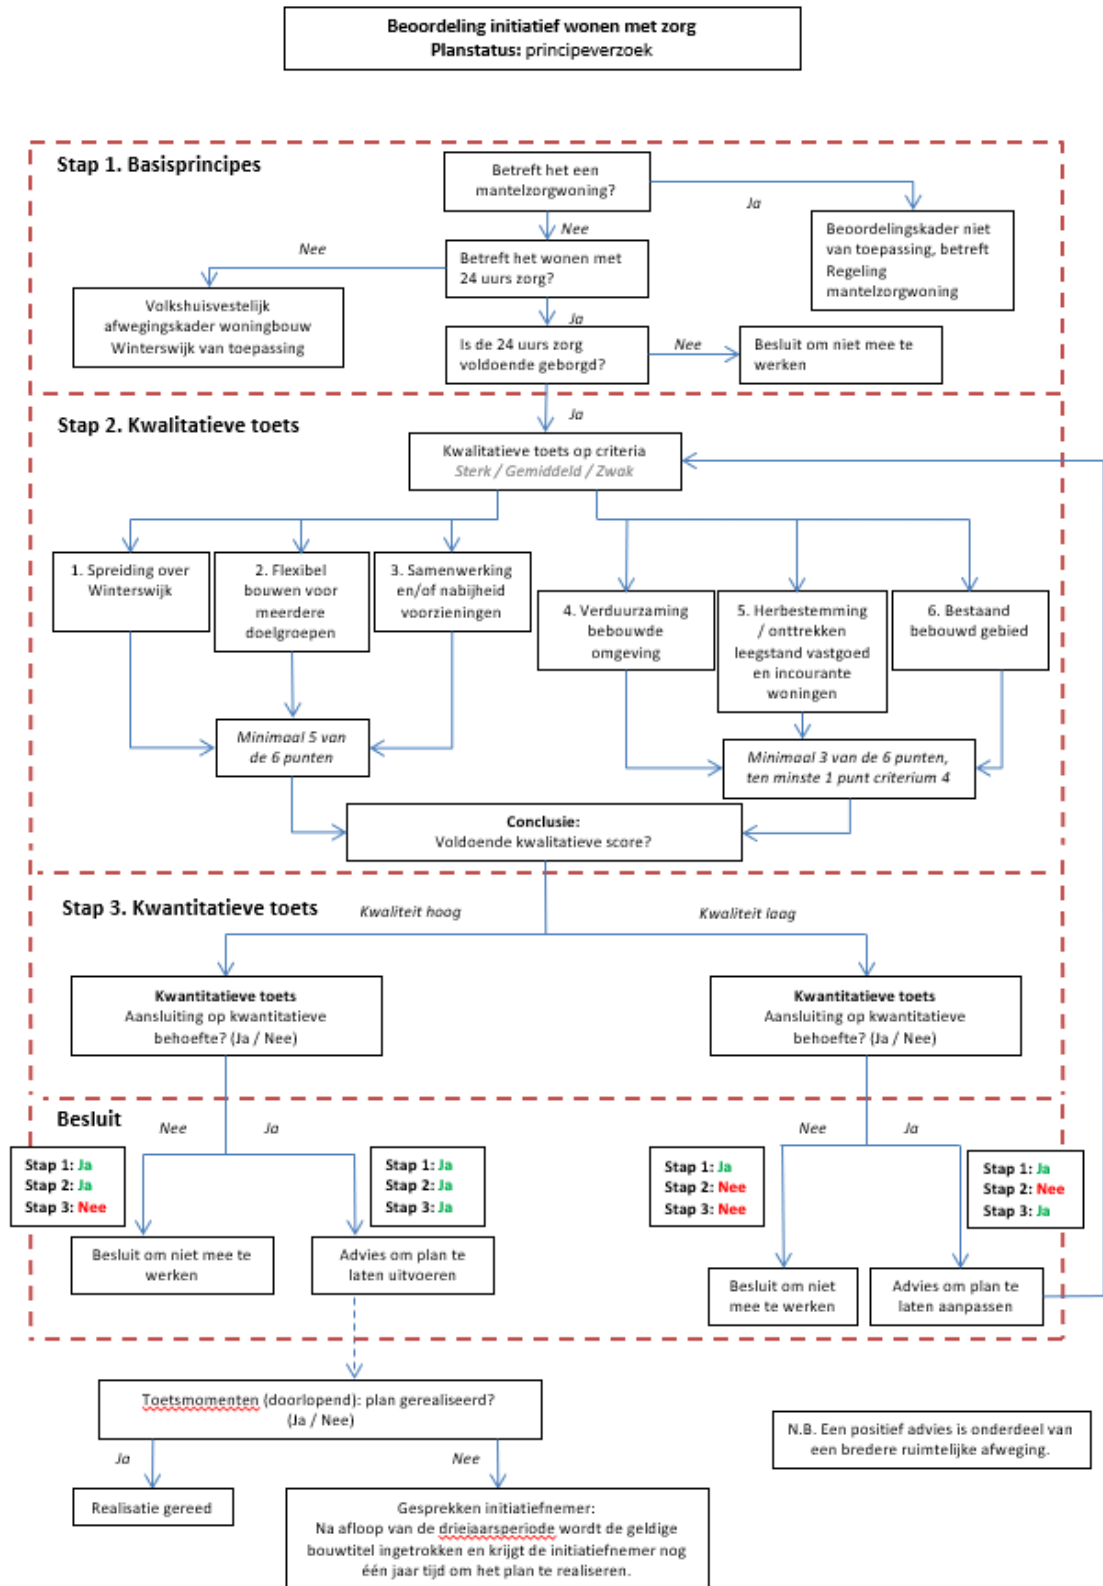 Beoordeling initiatief wonen met zorg
Planstatus: principeverzoek
Stap 1. Basisprincipes
Betreft het een
mantelzorgwoning?
Ja
Nee
Beoordelingskader niet
van toepassing, betreft
Regeling
mantelzorgwoning
Betreft het wonen met
24 uurs zorg?
Nee
Volkshuisvestelijk
afwegingskader woningbouw
Winterswijk van toepassing
Ja
Is de 24 uurs zorg
voldoende geborgd?
Nee
Besluit om niet mee te
werken
Ja
Stap 2. Kwalitatieve toets
Kwalitatieve toets op criteria
Sterk / Gemiddeld / Zwak
1. Spreiding over
Winterswijk
2. Flexibel
bouwen voor
meerdere
doelgroepen
3. Samenwerking
en/of nabijheid
voorzieningen
4. Verduurzaming
bebouwde
omgeving
5. Herbestemming
/ onttrekken
leegstand vastgoed
en incourante
woningen
6. Bestaand
bebouwd gebied
Minimaal 5 van
de 6 punten
Minimaal 3 van de 6 punten,
ten minste 1 punt criterium 4
Conclusie:
Voldoende kwalitatieve score?
Stap 3. Kwantitatieve toets
Kwaliteit hoog
Kwaliteit laag
Kwantitatieve toets
Aansluiting op kwantitatieve
behoefte? (Ja / Nee)
Kwantitatieve toets
Aansluiting op kwantitatieve
behoefte? (Ja / Nee)
Besluit
Nee
Ja
Nee
Ja
Stap 1: Ja
Stap 2: Ja
Stap 3: Nee
Stap 1: Ja
Stap 2: Ja
Stap 3: Ja
Stap 1: Ja
Stap 2: Nee
Stap 3: Nee
Stap 1: Ja
Stap 2: Nee
Stap 3: Ja
Besluit om niet mee te
werken
Advies om plan te
laten uitvoeren
Besluit om niet
mee te werken
Advies om plan te
laten aanpassen
Toetsmomenten (doorlopend): plan gerealiseerd?
(Ja / Nee)
N.B. Een positief advies is onderdeel van
een bredere ruimtelijke afweging.
Ja
Nee
Realisatie gereed
Gesprekken initiatiefnemer:
Na afloop van de driejaarsperiode wordt de geldige
bouwtitel ingetrokken en krijgt de initiatiefnemer nog
één jaar tijd om het plan te realiseren.